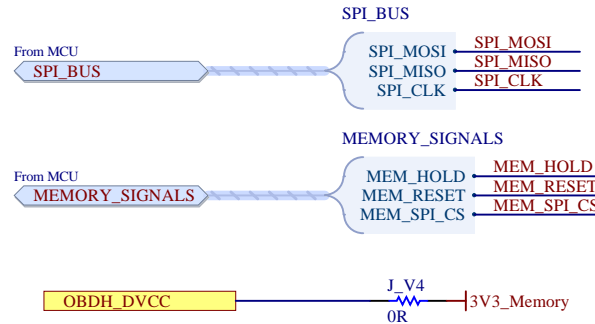 SPI_BUS
From MCU
SPI_BUS
SPI_MOSI SPI_MOSI
SPI_MISO SPI_MISO
SPI_CLK SPI_CLK
MEMORY_SIGNALS
From MCU
MEMORY_SIGNALS
MEM_HOLD MEM_HOLD
MEM_RESET MEM_RESET
MEM_SPI_CS MEM_SPI_CS
J_V4
OBDH_DVCC 3V3_Memory
0R